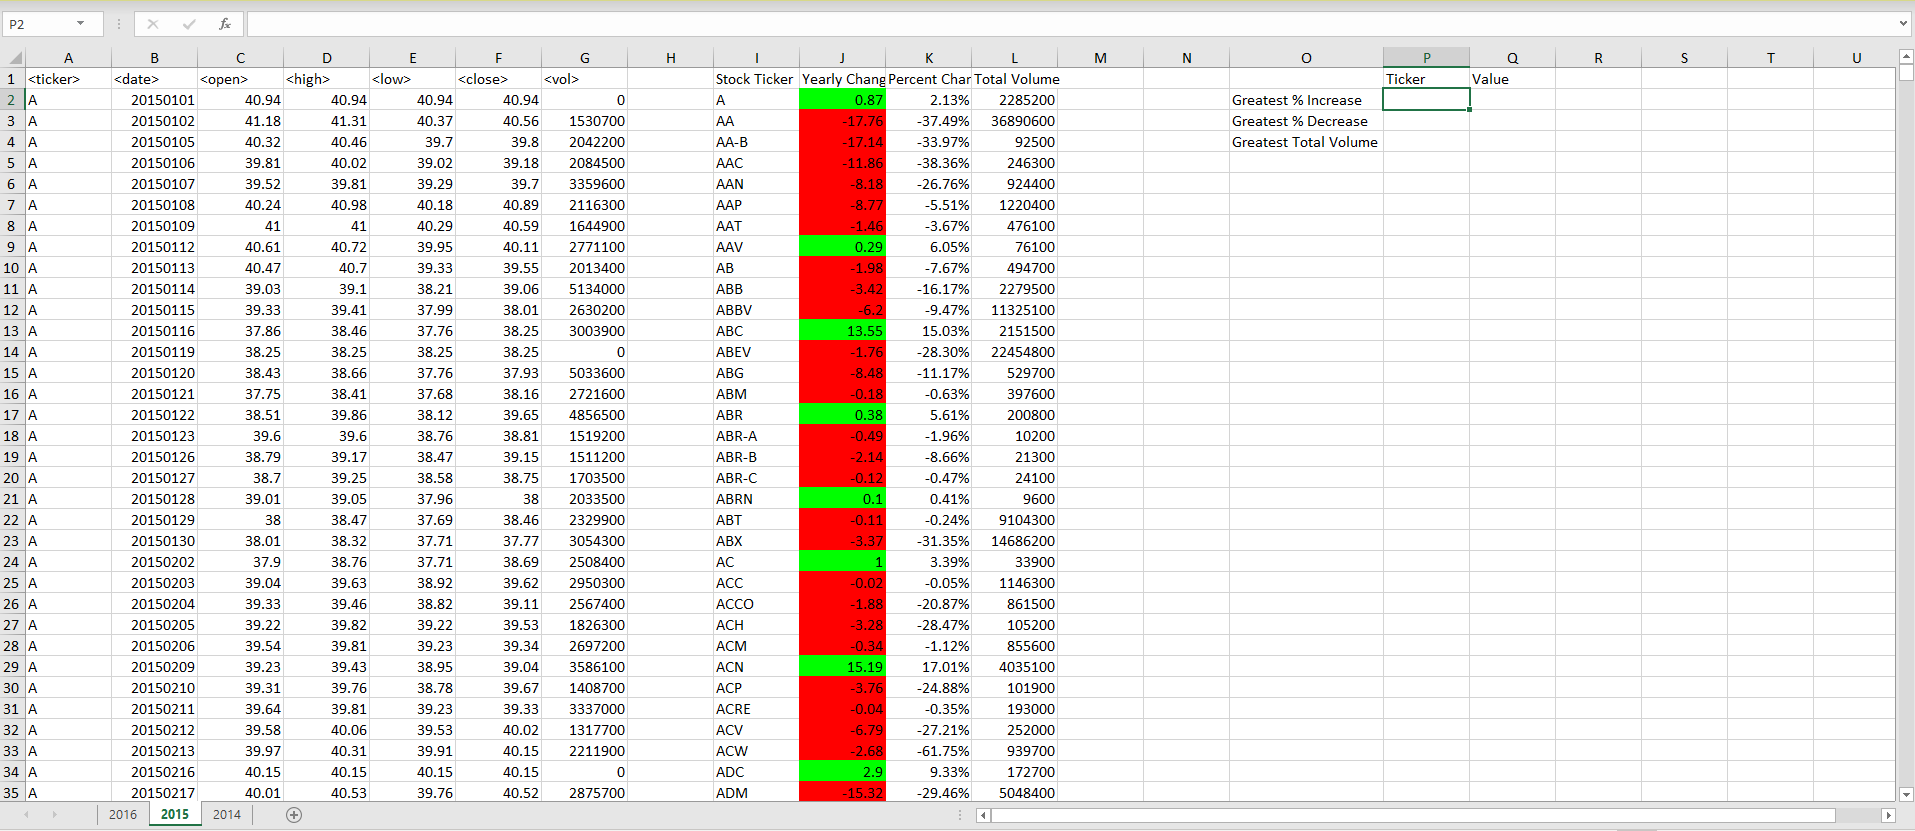 P2 fx
A B C D E F G H I J K L M N O P Q R S T U
1 <ticker> <date> <open> <high> <low> <close> <vol> Stock Ticker Yearly Chang Percent Char Total Volume Ticker Value
2 A 20150101 40.94 40.94 40.94 40.94 0 A 0.87 2.13% 2285200 Greatest % Increase
3 A 20150102 41.18 41.31 40.37 40.56 1530700 AA -17.76 -37.49% 36890600 Greatest % Decrease
4 A 20150105 40.32 40.46 39.7 39.8 2042200 AA-B -17.14 -33.97% 92500 Greatest Total Volume
5 A 20150106 39.81 40.02 39.02 39.18 2084500 AAC -11.86 -38.36% 246300
6 A 20150107 39.52 39.81 39.29 39.7 3359600 AAN -8.18 -26.76% 924400
7 A 20150108 40.24 40.98 40.18 40.89 2116300 AAP -8.77 -5.51% 1220400
8 A 20150109 41 41 40.29 40.59 1644900 AAT -1.46 -3.67% 476100
9 A 20150112 40.61 40.72 39.95 40.11 2771100 AAV 0.29 6.05% 76100
10 A 20150113 40.47 40.7 39.33 39.55 2013400 AB -1.98 -7.67% 494700
11 A 20150114 39.03 39.1 38.21 39.06 5134000 ABB -3.42 -16.17% 2279500
12 A 20150115 39.33 39.41 37.99 38.01 2630200 ABBV -6.2 -9.47% 11325100
13 A 20150116 37.86 38.46 37.76 38.25 3003900 ABC 13.55 15.03% 2151500
14 A 20150119 38.25 38.25 38.25 38.25 0 ABEV -1.76 -28.30% 22454800
15 A 20150120 38.43 38.66 37.76 37.93 5033600 ABG -8.48 -11.17% 529700
16 A 20150121 37.75 38.41 37.68 38.16 2721600 ABM -0.18 -0.63% 397600
17 A 20150122 38.51 39.86 38.12 39.65 4856500 ABR 0.38 5.61% 200800
18 A 20150123 39.6 39.6 38.76 38.81 1519200 ABR-A -0.49 -1.96% 10200
19 A 20150126 38.79 39.17 38.47 39.15 1511200 ABR-B -2.14 -8.66% 21300
20 A 20150127 38.7 39.25 38.58 38.75 1703500 ABR-C -0.12 -0.47% 24100
21 A 20150128 39.01 39.05 37.96 38 2033500 ABRN 0.1 0.41% 9600
22 A 20150129 38 38.47 37.69 38.46 2329900 ABT -0.11 -0.24% 9104300
23 A 20150130 38.01 38.32 37.71 37.77 3054300 ABX -3.37 -31.35% 14686200
24 A 20150202 37.9 38.76 37.71 38.69 2508400 AC 1 3.39% 33900
25 A 20150203 39.04 39.63 38.92 39.62 2950300 ACC -0.02 -0.05% 1146300
26 A 20150204 39.33 39.46 38.82 39.11 2567400 ACCO -1.88 -20.87% 861500
27 A 20150205 39.22 39.82 39.22 39.53 1826300 ACH -3.28 -28.47% 105200
28 A 20150206 39.54 39.81 39.23 39.34 2697200 ACM -0.34 -1.12% 855600
29 A 20150209 39.23 39.43 38.95 39.04 3586100 ACN 15.19 17.01% 4035100
30 A 20150210 39.31 39.76 38.78 39.67 1408700 ACP -3.76 -24.88% 101900
31 A 20150211 39.64 39.81 39.23 39.33 3337000 ACRE -0.04 -0.35% 193000
32 A 20150212 39.58 40.06 39.53 40.02 1317700 ACV -6.79 -27.21% 252000
33 A 20150213 39.97 40.31 39.91 40.15 2211900 ACW -2.68 -61.75% 939700
34 A 20150216 40.15 40.15 40.15 40.15 0 ADC 2.9 9.33% 172700
35 A 20150217 40.01 40.53 39.76 40.52 2875700 ADM -15.32 -29.46% 5048400
2016 2015 2014